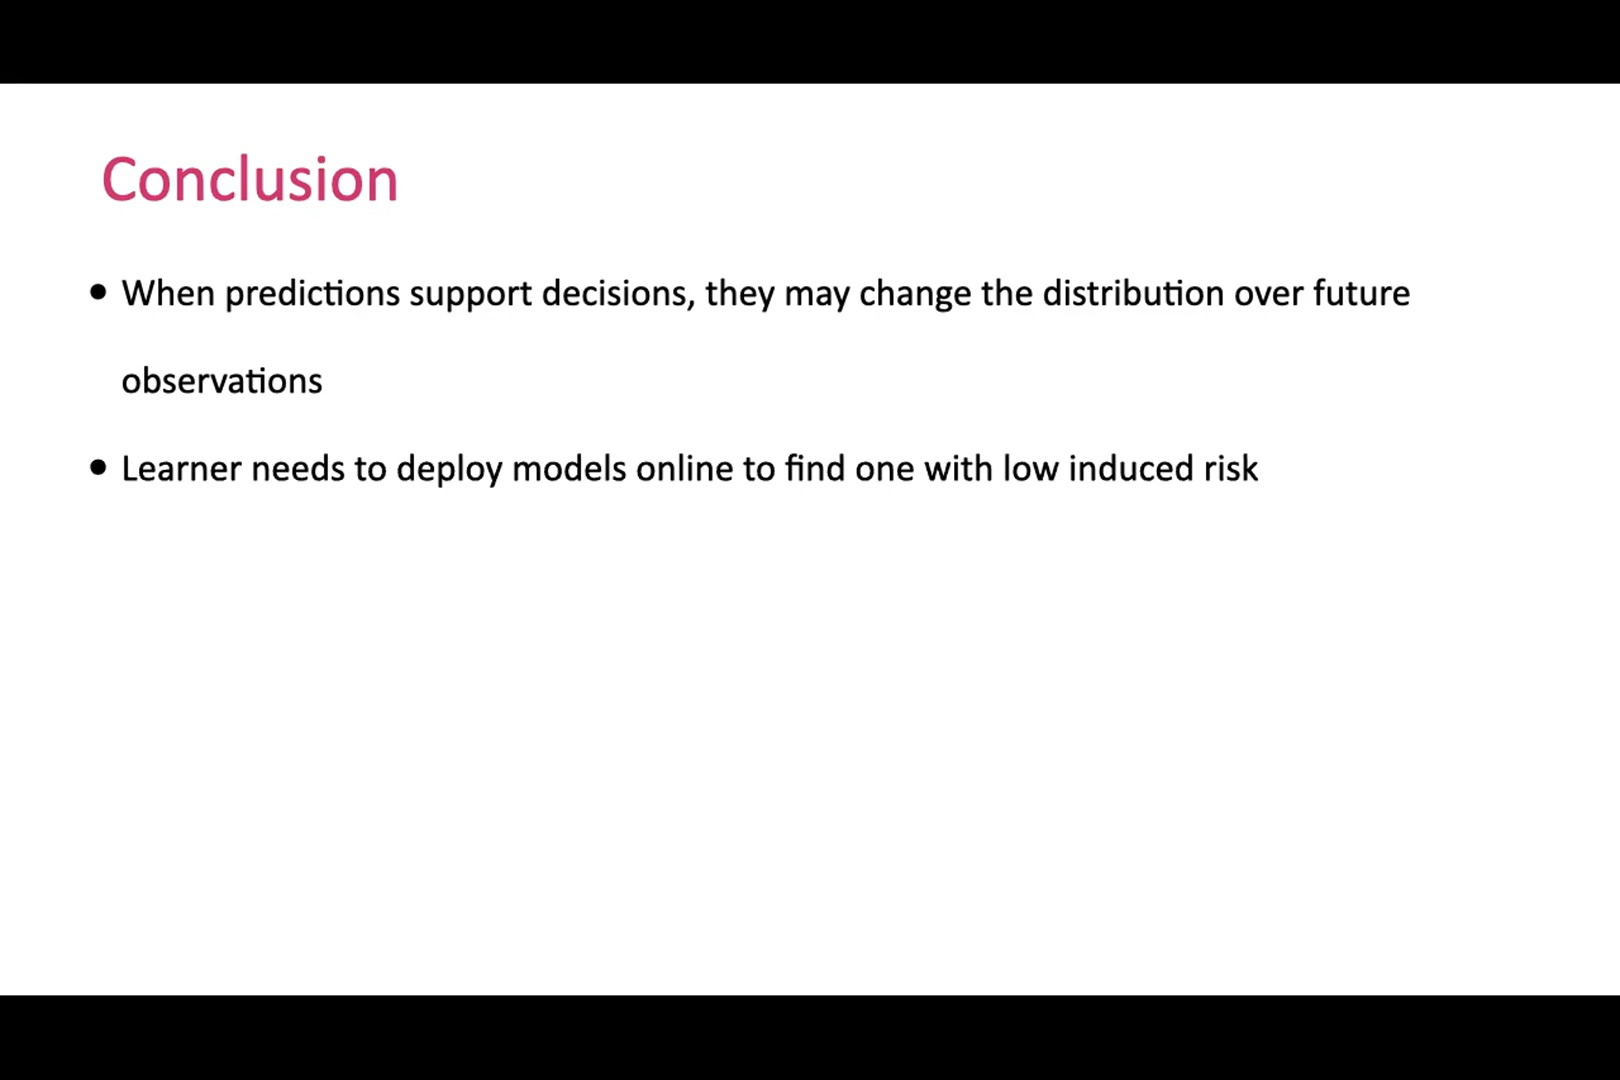 Conclusion
• When predictions support decisions, they may change the distribution over future
observations
• Learner needs to deploy models online to find one with low induced risk